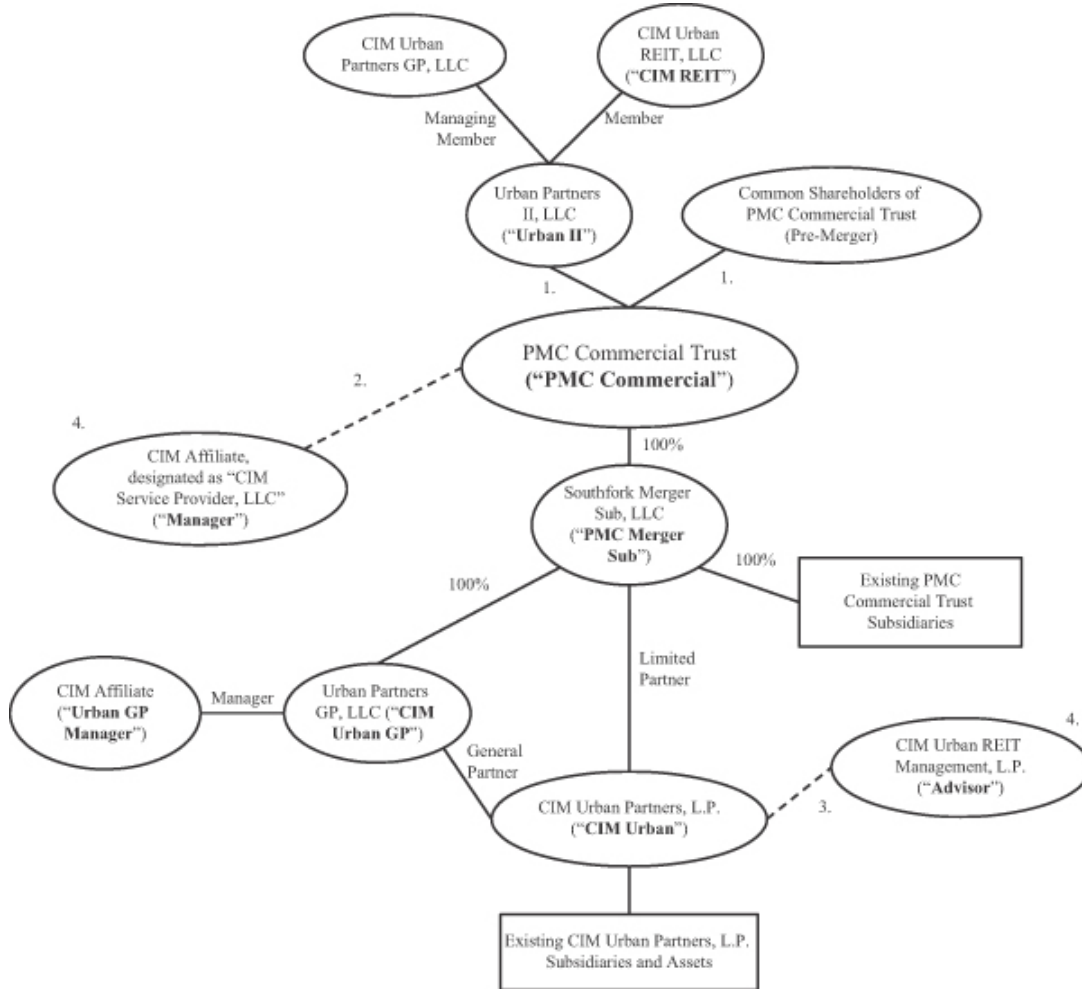 CIM Urban
Partners GP, LLC
CIM Urban
REIT, LLC
(“CIM REIT”)
Managing
Member
Member
Urban Partners
II, LLC
(“Urban II”)
Common Shareholders of
PMC Commercial Trust
(Pre-Merger)
1.
1.
PMC Commercial Trust
(“PMC Commercial”)
2.
4.
CIM Affiliate,
designated as “CIM
Service Provider, LLC”
(“Manager”)
100%
Southfork Merger
Sub, LLC
(“PMC Merger
Sub”)
100%
100%
Existing PMC
Commercial Trust
Subsidiaries
Limited
Partner
CIM Affiliate
(“Urban GP
Manager”)
Manager
Urban Partners
GP, LLC (“CIM
Urban GP”)
General
Partner
4.
CIM Urban REIT
Management, L.P.
(“Advisor”)
3.
CIM Urban Partners, L.P.
(“CIM Urban”)
Existing CIM Urban Partners, L.P.
Subsidiaries and Assets